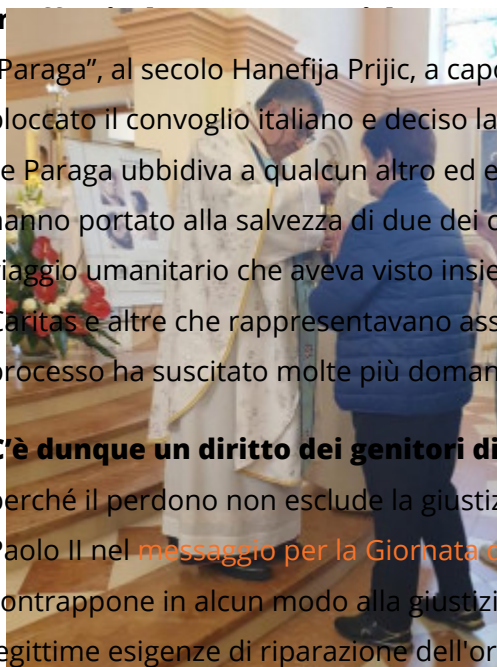 Paraga”, al secolo Hanefija Prijic, a capo
bloccato il convoglio italiano e deciso la
e Paraga ubbidiva a qualcun altro ed e
hanno portato alla salvezza di due dei
viaggio umanitario che aveva visto insie
Caritas e altre che rappresentavano ass
processo ha suscitato molte più doman
C’è dunque un diritto dei genitori di
perché il perdono non esclude la giustiz
Paolo II nel messaggio per la Giornata
contrappone in alcun modo alla giustizi
legittime esigenze di riparazione dell'or